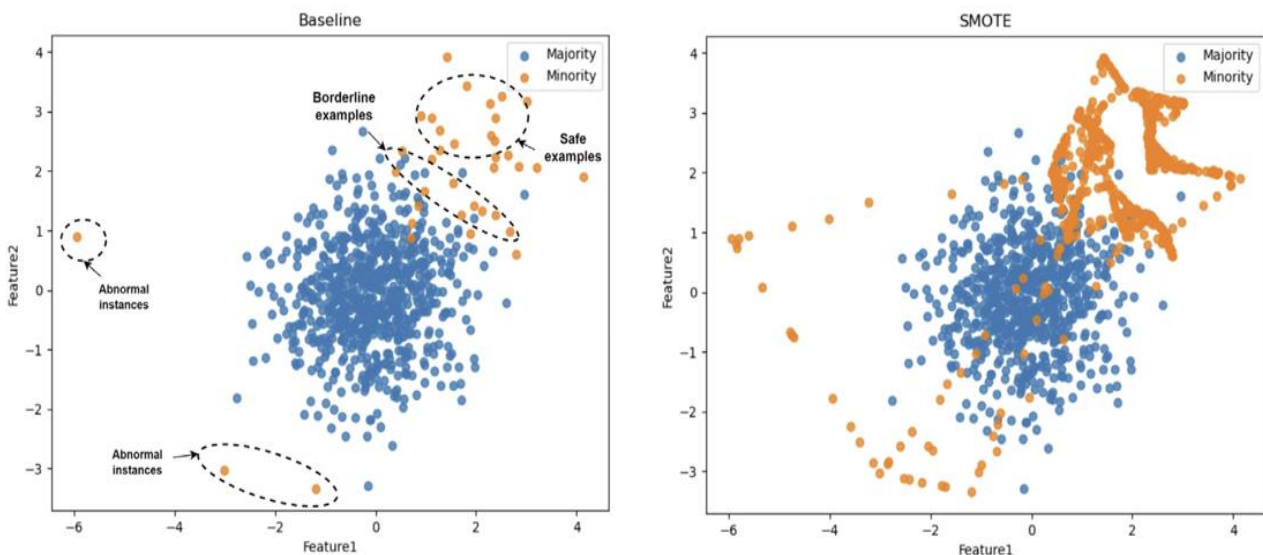 Baseline
Majority
Minority
Borderline
examples
Safe
examples
Abnormal
instances
Abnormal
instances
4
3
2
1
0
−1
−2
−3
Feature2
−6
−4
−2
0
2
4
Feature1
SMOTE
Majority
Minority
4
3
2
1
0
−1
−2
−3
Feature2
−6
−4
−2
0
2
4
Feature1